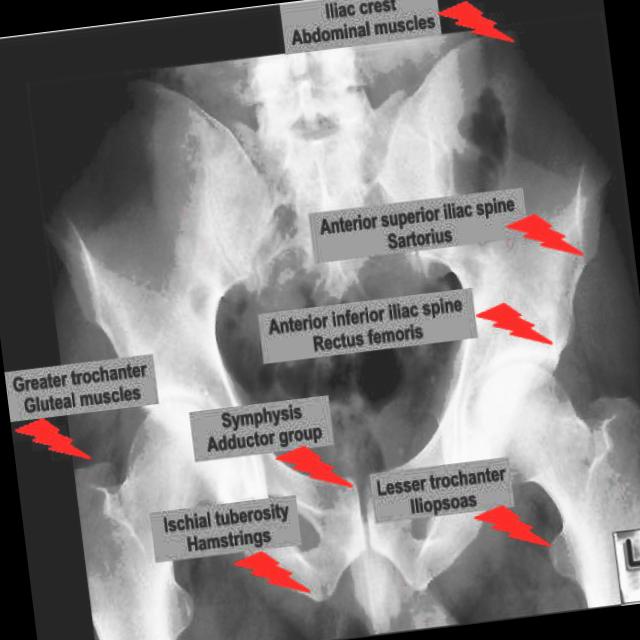 Iliac crest
Abdominal muscles
Anterior superior iliac spine
Sartorius
Anterior inferior iliac spine
Rectus femoris
Greater trochanter
Gluteal muscles
Symphysis
Adductor group
Lesser trochanter
Iliopsoas
Ischial tuberosity
Hamstrings
L